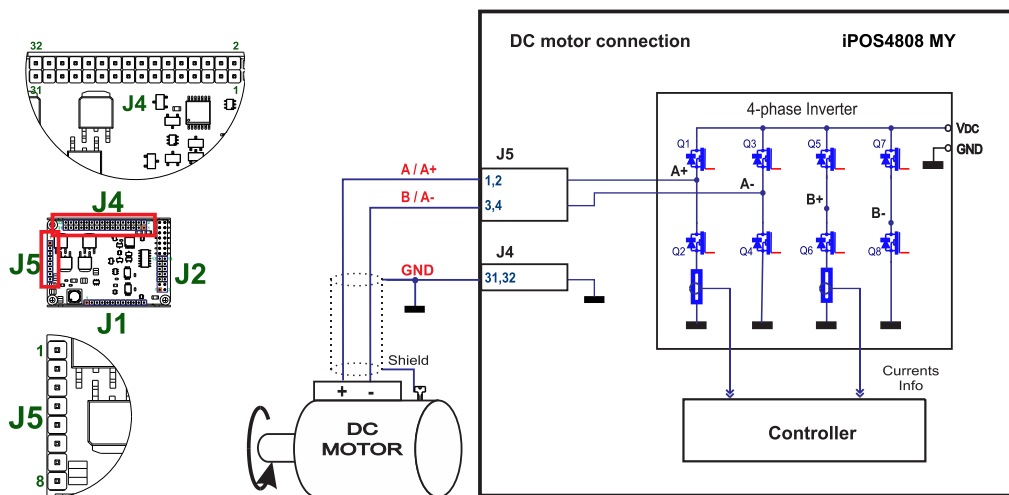 DC motor connection
iPOS4808 MY
32
2
31
J4
1
4-phase Inverter
VDC
GND
Q1
Q3
Q5
Q7
J5
A / A+
1,2
A+
A-
B / A-
3,4
B+
B-
J4
J5
J2
J1
Q2
Q4
Q6
Q8
J4
GND
31,32
Shield
Currents
Info
1
J5
8
+
-
DC
MOTOR
Controller